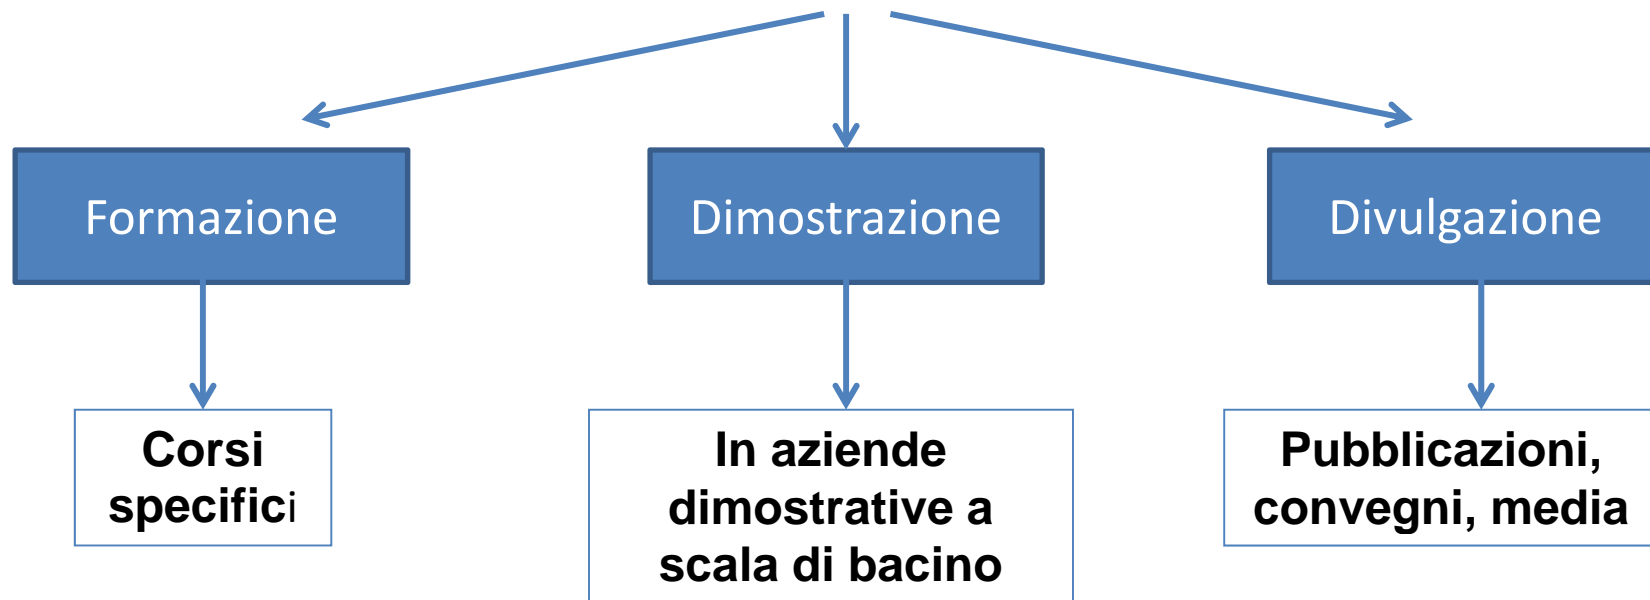 Formazione
Dimostrazione
Divulgazione
Corsi
specifici
In aziende
dimostrative a
scala di bacino
Pubblicazioni,
convegni, media